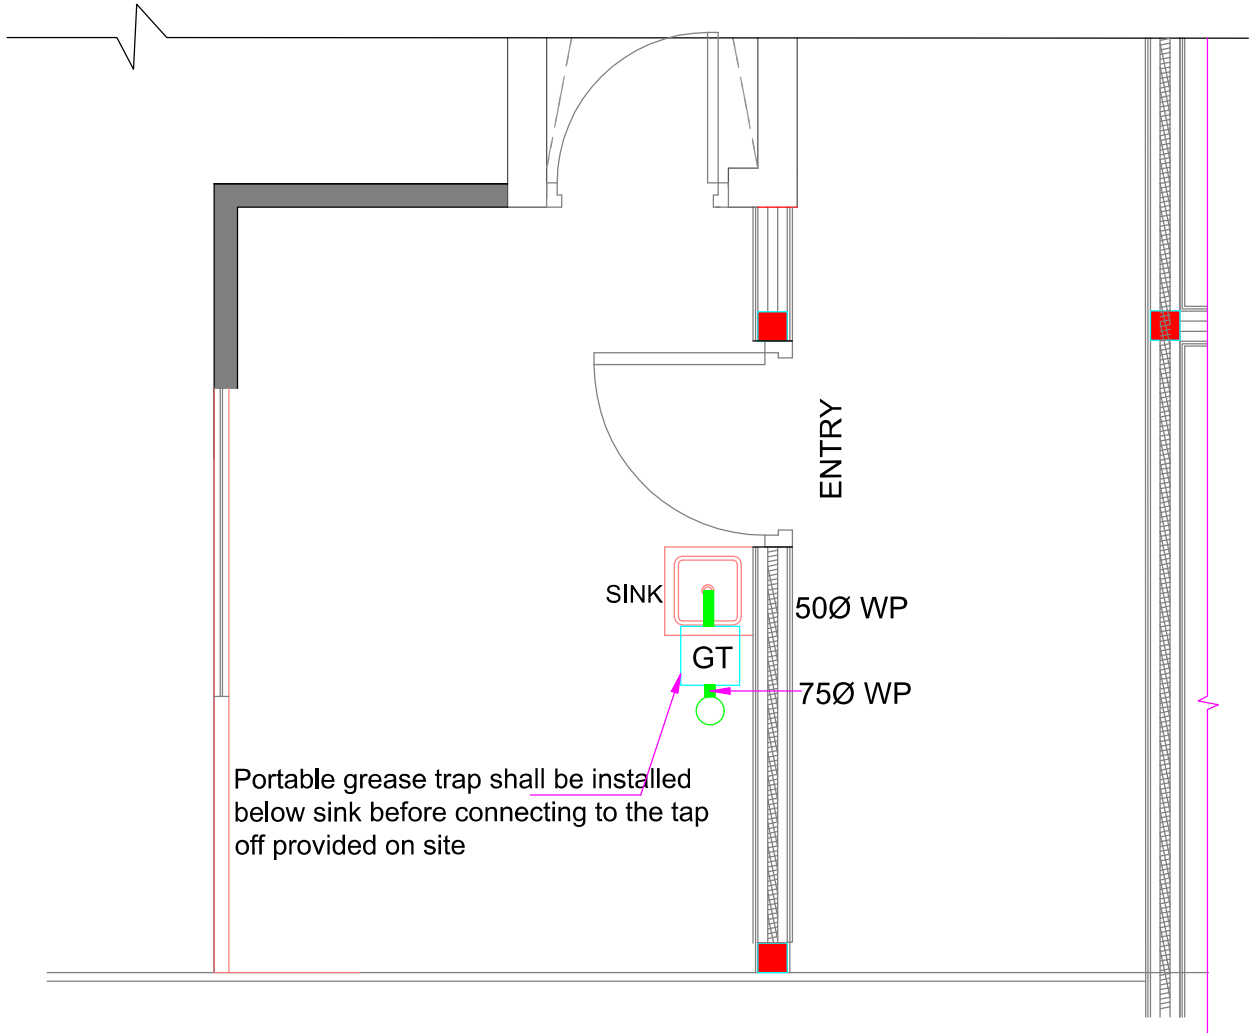 ENTRY
SINK
50Ø WP
GT
75Ø WP
Portable grease trap shall be installed
below sink before connecting to the tap
off provided on site